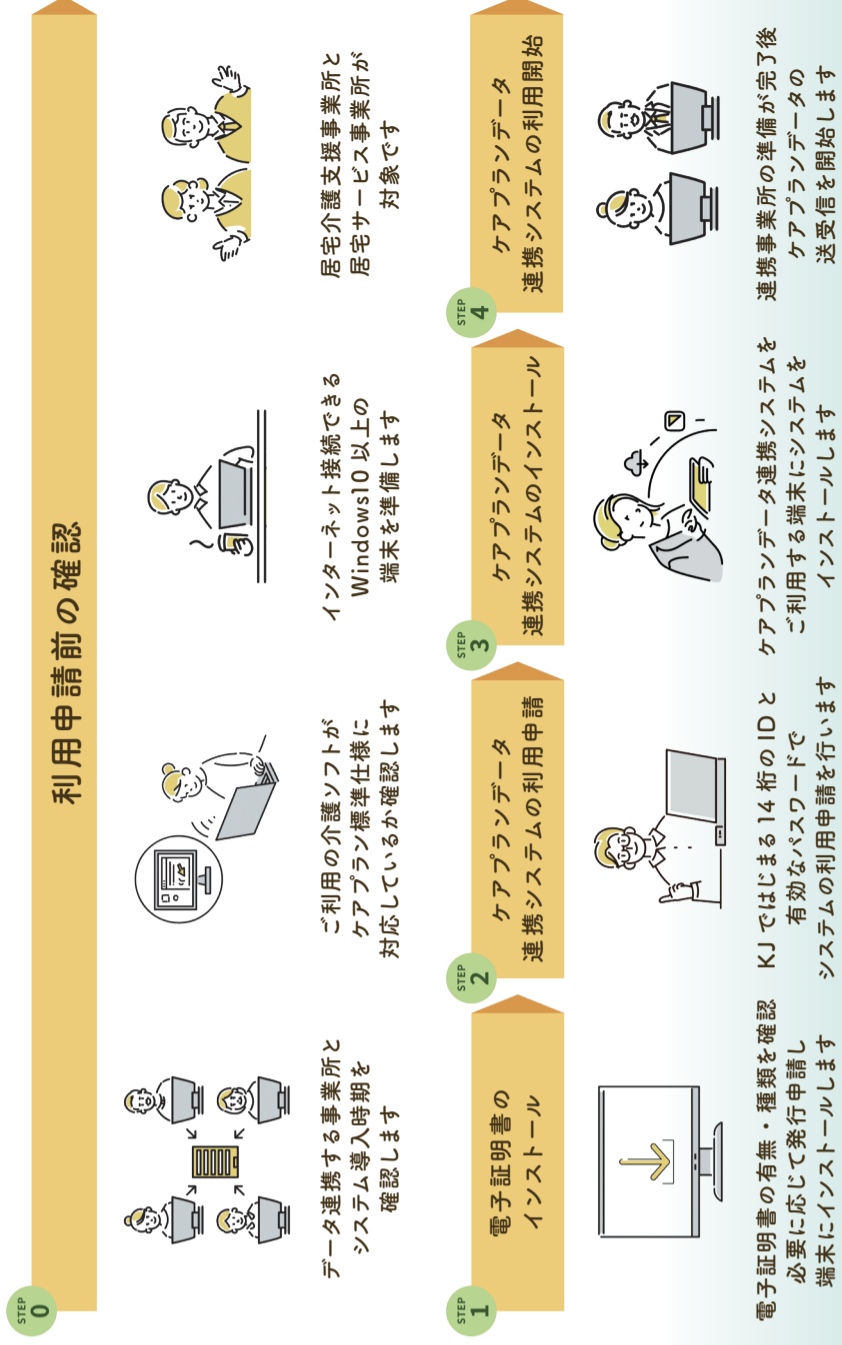 STEP
0
利用申請前の確認
データ連携する事業所と
システム導入時期を
確認します
ご利用の介護ソフトが
ケアプラン標準仕様に
対応しているか確認します
インターネット接続できる
Windows10 以上の
端末を準備します
居宅介護支援事業所と
居宅サービス事業所が
対象です
STEP
1
電子証明書の
インストール
電子証明書の有無・種類を確認
必要に応じて発行申請し
端末にインストールします
STEP
2
ケアプランデータ
連携システムの利用申請
KJ ではじまる 14 桁の ID と
有効なパスワードで
システムの利用申請を行います
STEP
3
ケアプランデータ
連携システムのインストール
ケアプランデータ連携システムを
ご利用する端末にシステムを
インストールします
STEP
4
ケアプランデータ
連携システムの利用開始
連携事業所の準備が完了後
ケアプランデータの
送受信を開始します